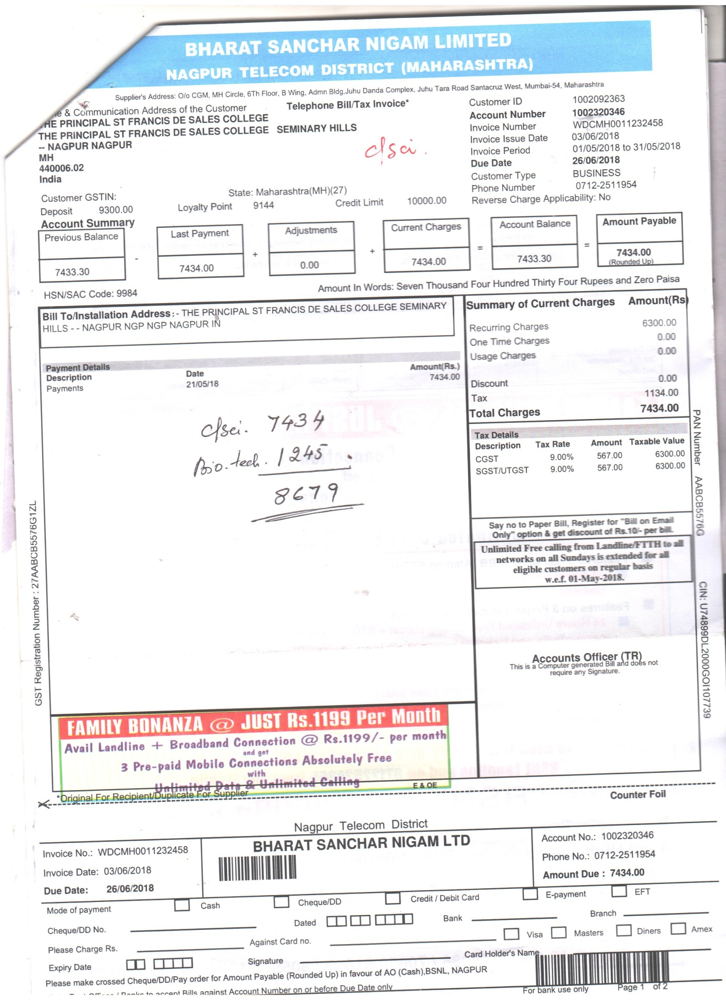 BHARAT SANCHAR NIGAM LIMITED
NAGPUR TELECOM DISTRICT (MAHARASHTRA)
Supplier's Address: O/o CGM, MH Circle, 6Th Floor, B Wing, Admn Bldg,Juhu Danda Complex, Juhu Tara Road Santacruz West, Mumbai-54, Maharashtra
& Communication Address of the Customer
Telephone Bill/Tax Invoice*
THE PRINCIPAL ST FRANCIS DE SALES COLLEGE
THE PRINCIPAL ST FRANCIS DE SALES COLLEGE SEMINARY HILLS
-- NAGPUR NAGPUR
MH
440006.02
India
c/sci.
Customer ID 1002092363
Account Number 1002320346
Invoice Number WDCMH0011232458
Invoice Issue Date 03/06/2018
Invoice Period 01/05/2018 to 31/05/2018
Due Date 26/06/2018
Customer Type BUSINESS
Phone Number 0712-2511954
Reverse Charge Applicability: No
Customer GSTIN: State: Maharashtra(MH)(27)
Deposit 9300.00 Loyalty Point 9144 Credit Limit 10000.00
Account Summary
Previous Balance Last Payment Adjustments Current Charges Account Balance Amount Payable
7433.30 - 7434.00 + 0.00 + 7434.00 = 7433.30 = 7434.00
(Rounded Up)
HSN/SAC Code: 9984 Amount In Words: Seven Thousand Four Hundred Thirty Four Rupees and Zero Paisa
Bill To/Installation Address:- THE PRINCIPAL ST FRANCIS DE SALES COLLEGE SEMINARY
HILLS - - NAGPUR NGP NGP NAGPUR IN
Payment Details
Description Date Amount(Rs.)
Payments 21/05/18 7434.00
c/sci. 7434
Bio.tech. 1245
8679
Summary of Current Charges Amount(Rs)
Recurring Charges 6300.00
One Time Charges 0.00
Usage Charges 0.00
Discount 0.00
Tax 1134.00
Total Charges 7434.00
Tax Details
Description Tax Rate Amount Taxable Value
CGST 9.00% 567.00 6300.00
SGST/UTGST 9.00% 567.00 6300.00
Say no to Paper Bill, Register for "Bill on Email
Only" option & get discount of Rs.10/- per bill.
Unlimited Free calling from Landline/FTTH to all
networks on all Sundays is extended for all
eligible customers on regular basis
w.e.f. 01-May-2018.
Accounts Officer (TR)
This is a Computer generated Bill and does not
require any Signature.
GST Registration Number : 27AABCB5576G1ZL
PAN Number AABCB5576G
CIN: U74899DL2000GOI107739
FAMILY BONANZA @ JUST Rs.1199 Per Month
Avail Landline + Broadband Connection @ Rs.1199/- per month
and get
3 Pre-paid Mobile Connections Absolutely Free
with
Unlimited Data & Unlimited Calling
E & OE
*Original For Recipient/Duplicate For Supplier
Counter Foil
Nagpur Telecom District
BHARAT SANCHAR NIGAM LTD
Invoice No.: WDCMH0011232458
Invoice Date: 03/06/2018
Due Date: 26/06/2018
Account No.: 1002320346
Phone No.: 0712-2511954
Amount Due : 7434.00
Mode of payment Cash Cheque/DD Credit / Debit Card E-payment EFT
Cheque/DD No. Dated Bank Branch
Please Charge Rs. Against Card no. Visa Masters Diners Amex
Expiry Date Signature Card Holder's Name
Please make crossed Cheque/DD/Pay order for Amount Payable (Rounded Up) in favour of AO (Cash),BSNL, NAGPUR
Banks to accept Bills against Account Number on or before Due Date only
For bank use only Page 1 of 2